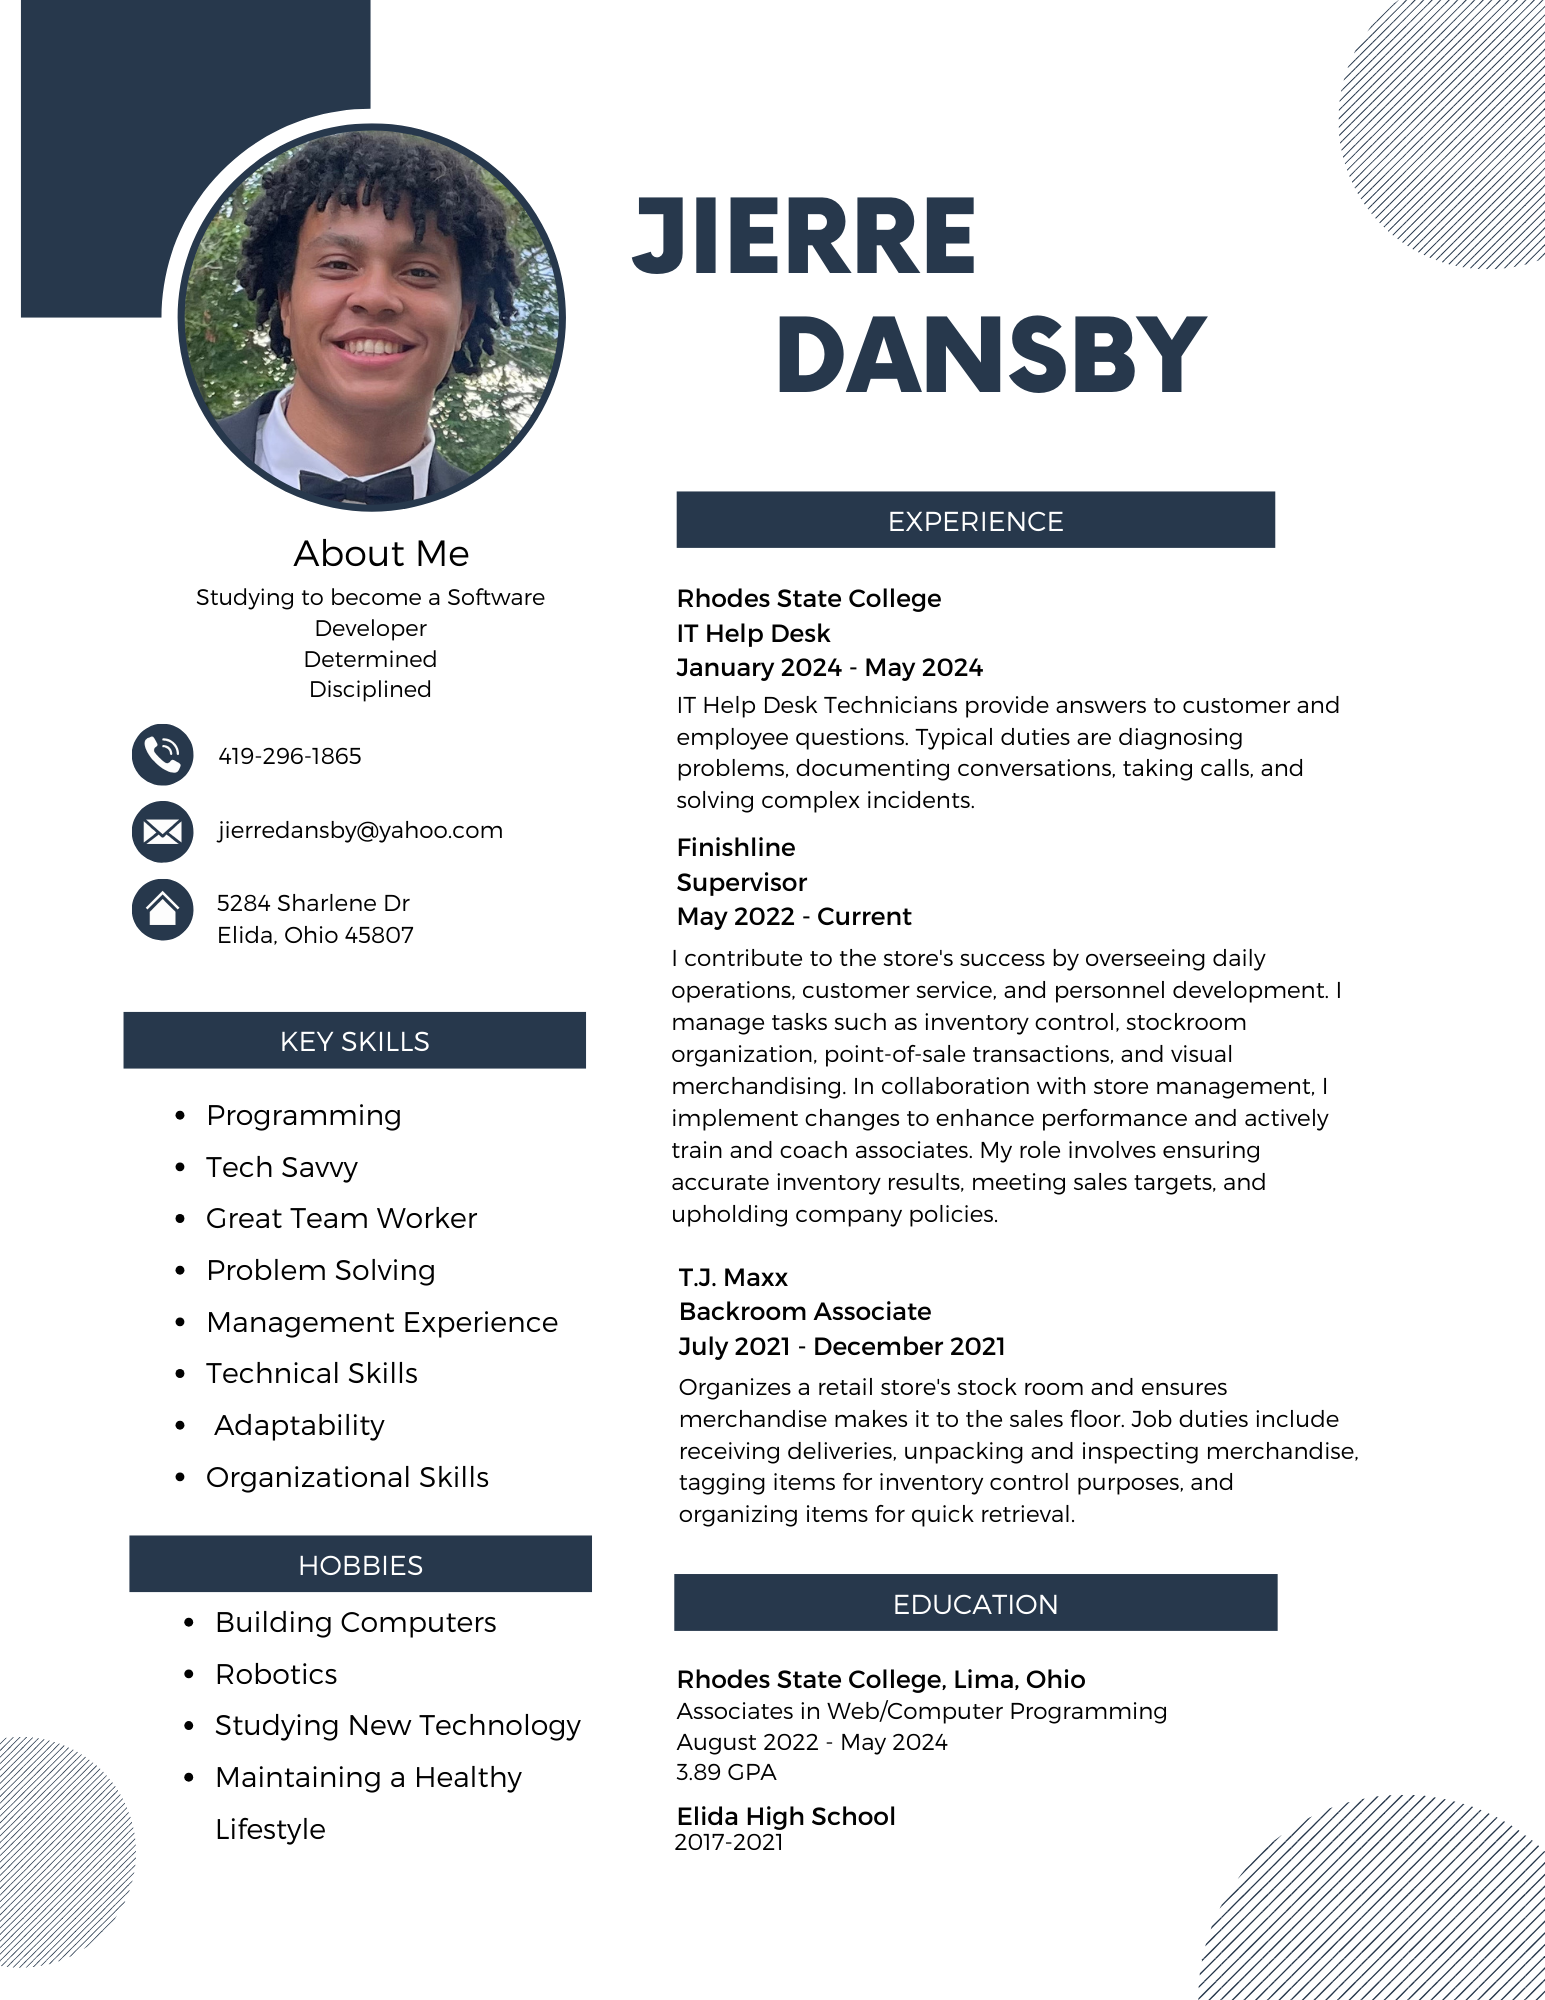 JIERRE
DANSBY
About Me
Studying to become a Software
Developer
Determined
Disciplined
419-296-1865
jierredansby@yahoo.com
5284 Sharlene Dr
Elida, Ohio 45807
KEY SKILLS
• Programming
• Tech Savvy
• Great Team Worker
• Problem Solving
• Management Experience
• Technical Skills
• Adaptability
• Organizational Skills
HOBBIES
• Building Computers
• Robotics
• Studying New Technology
• Maintaining a Healthy
Lifestyle
EXPERIENCE
Rhodes State College
IT Help Desk
January 2024 - May 2024
IT Help Desk Technicians provide answers to customer and
employee questions. Typical duties are diagnosing
problems, documenting conversations, taking calls, and
solving complex incidents.
Finishline
Supervisor
May 2022 - Current
I contribute to the store's success by overseeing daily
operations, customer service, and personnel development. I
manage tasks such as inventory control, stockroom
organization, point-of-sale transactions, and visual
merchandising. In collaboration with store management, I
implement changes to enhance performance and actively
train and coach associates. My role involves ensuring
accurate inventory results, meeting sales targets, and
upholding company policies.
T.J. Maxx
Backroom Associate
July 2021 - December 2021
Organizes a retail store's stock room and ensures
merchandise makes it to the sales floor. Job duties include
receiving deliveries, unpacking and inspecting merchandise,
tagging items for inventory control purposes, and
organizing items for quick retrieval.
EDUCATION
Rhodes State College, Lima, Ohio
Associates in Web/Computer Programming
August 2022 - May 2024
3.89 GPA
Elida High School
2017-2021